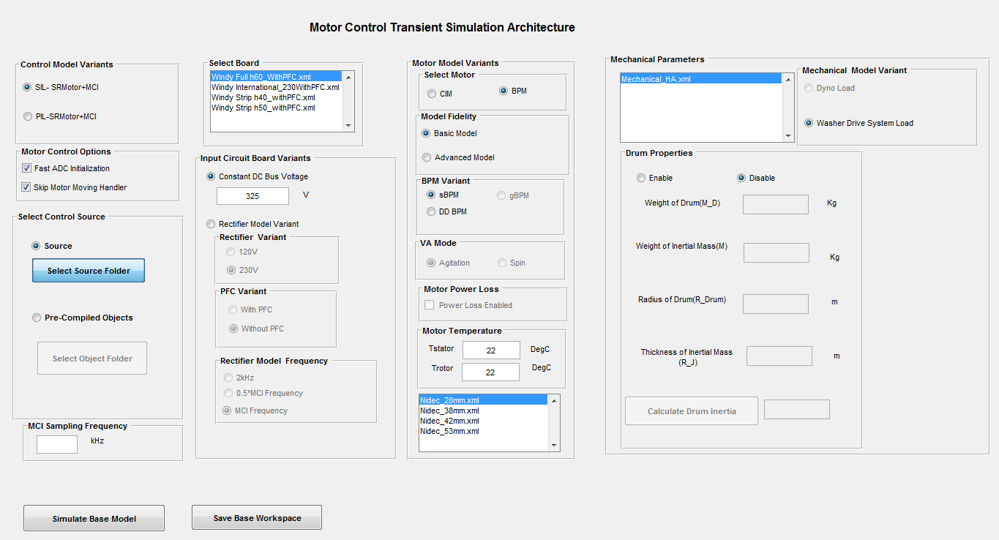 Motor Control Transient Simulation Architecture
Control Model Variants
SIL- SRMotor+MCI
PIL-SRMotor+MCI
Motor Control Options
Fast ADC Initialization
Skip Motor Moving Handler
Select Control Source
Source
Select Source Folder
Pre-Compiled Objects
Select Object Folder
MCI Sampling Frequency
kHz
Select Board
Windy Full h60_WithPFC.xml
Windy International_230WithPFC.xml
Windy Strip h40_withPFC.xml
Windy Strip h50_withPFC.xml
Input Circuit Board Variants
Constant DC Bus Voltage
325 V
Rectifier Model Variant
Rectifier Variant
120V
230V
PFC Variant
With PFC
Without PFC
Rectifier Model Frequency
2kHz
0.5*MCI Frequency
MCI Frequency
Motor Model Variants
Select Motor
CIM BPM
Model Fidelity
Basic Model
Advanced Model
BPM Variant
sBPM gBPM
DD BPM
VA Mode
Agitation Spin
Motor Power Loss
Power Loss Enabled
Motor Temperature
Tstator 22 DegC
Trotor 22 DegC
Nidec_28mm.xml
Nidec_38mm.xml
Nidec_42mm.xml
Nidec_53mm.xml
Mechanical Parameters
Mechanical_HA.xml
Mechanical Model Variant
Dyno Load
Washer Drive System Load
Drum Properties
Enable Disable
Weight of Drum(M_D) Kg
Weight of Inertial Mass(M) Kg
Radius of Drum(R_Drum) m
Thickness of Inertial Mass m
(R_J)
Calculate Drum Inertia
Simulate Base Model
Save Base Workspace